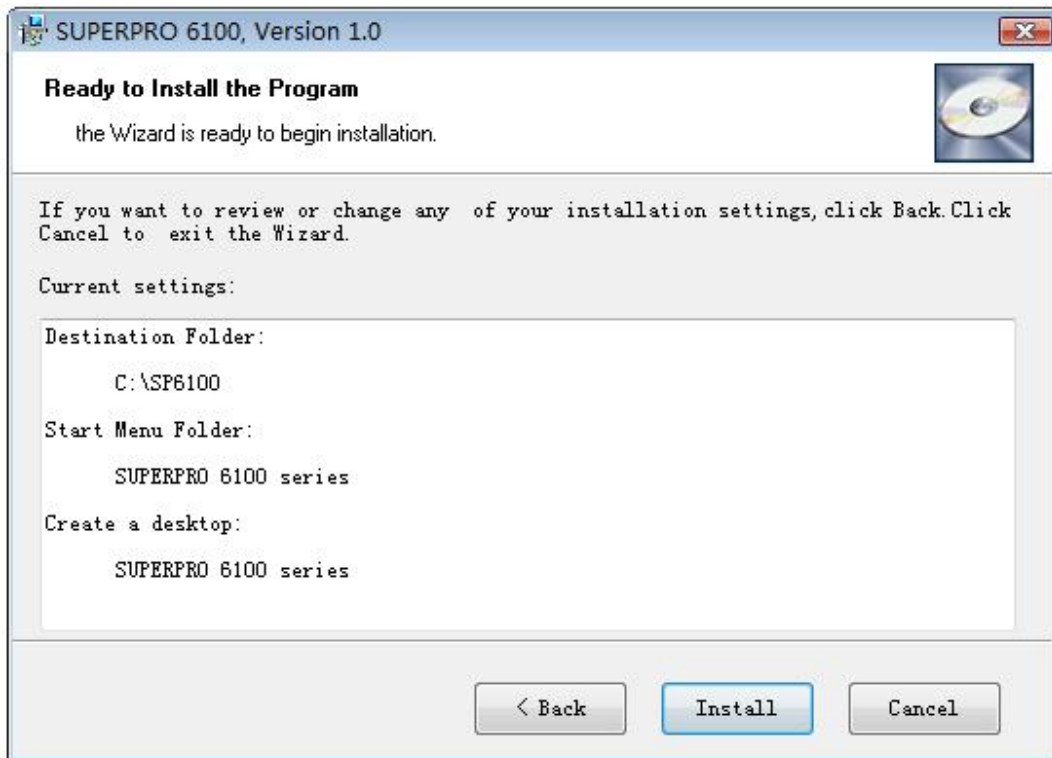 SUPERPRO 6100, Version 1.0
Ready to Install the Program
the Wizard is ready to begin installation.
If you want to review or change any  of your installation settings,click Back.Click
Cancel to  exit the Wizard.
Current settings:
Destination Folder:
C:\SP6100
Start Menu Folder:
SUPERPRO 6100 series
Create a desktop:
SUPERPRO 6100 series
< Back
Install
Cancel